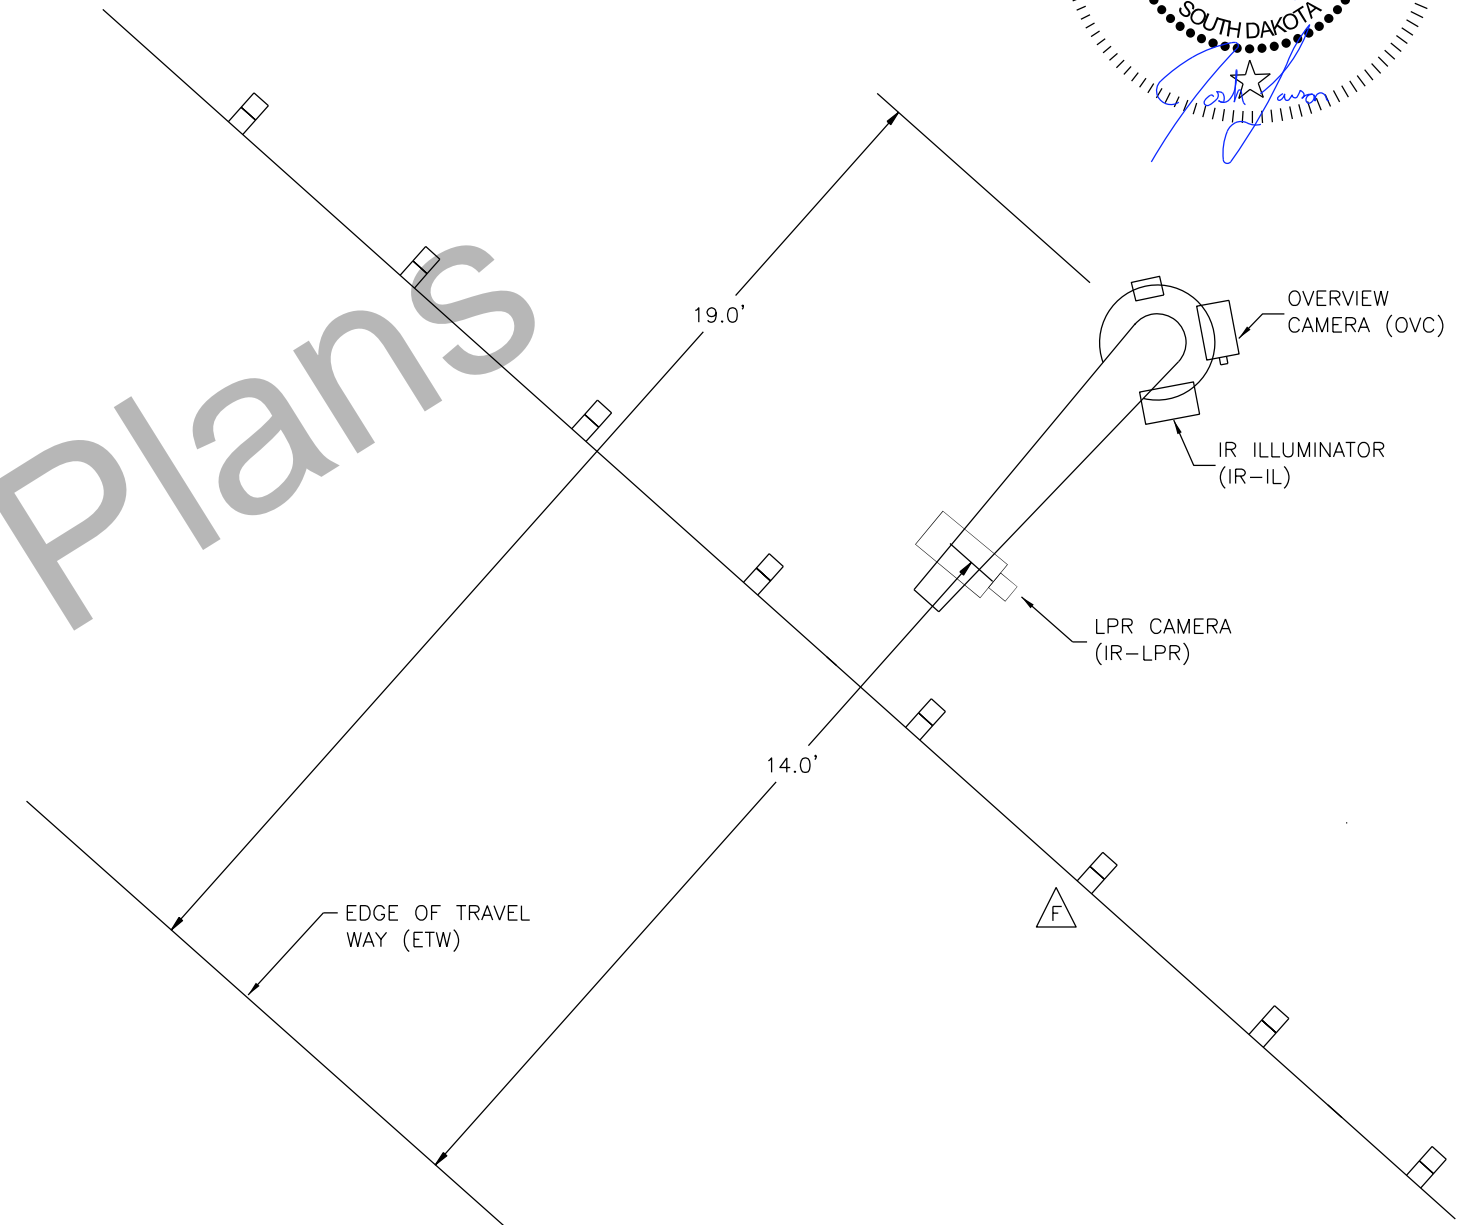 SOUTH DAKOTA
19.0'
OVERVIEW
CAMERA (OVC)
Plans
IR ILLUMINATOR
(IR-IL)
LPR CAMERA
(IR-LPR)
14.0'
EDGE OF TRAVEL
WAY (ETW)
F